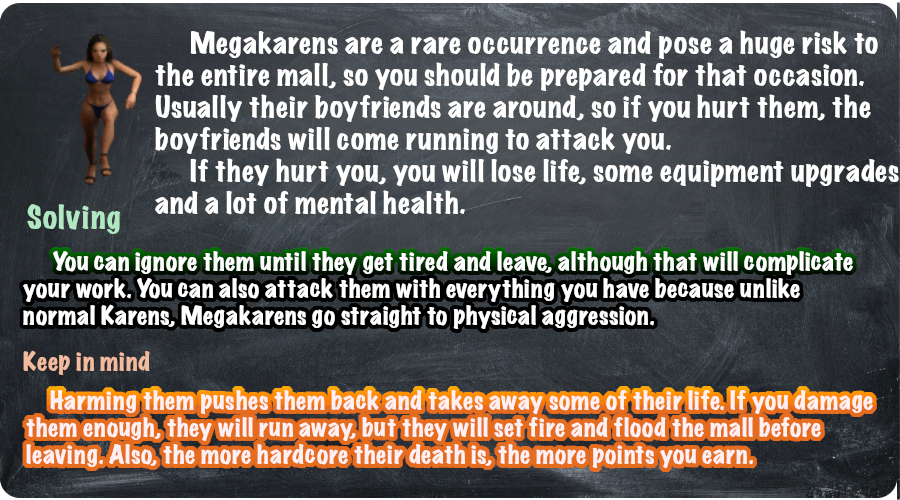 Megakarens are a rare occurrence and pose a huge risk to
the entire mall, so you should be prepared for that occasion.
Usually their boyfriends are around, so if you hurt them, the
boyfriends will come running to attack you.
If they hurt you, you will lose life, some equipment upgrades
and a lot of mental health.
Solving
You can ignore them until they get tired and leave, although that will complicate
your work. You can also attack them with everything you have because unlike
normal Karens, Megakarens go straight to physical aggression.
Keep in mind
Harming them pushes them back and takes away some of their life. If you damage
them enough, they will run away, but they will set fire and flood the mall before
leaving. Also, the more hardcore their death is, the more points you earn.